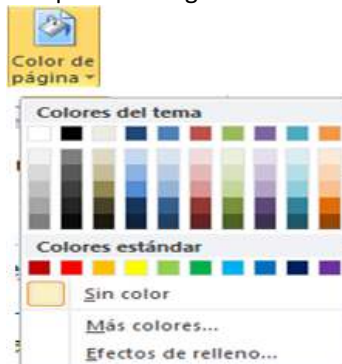 Color de
página
Colores del tema
Colores estándar
Sin color
Más colores...
Efectos de relleno...